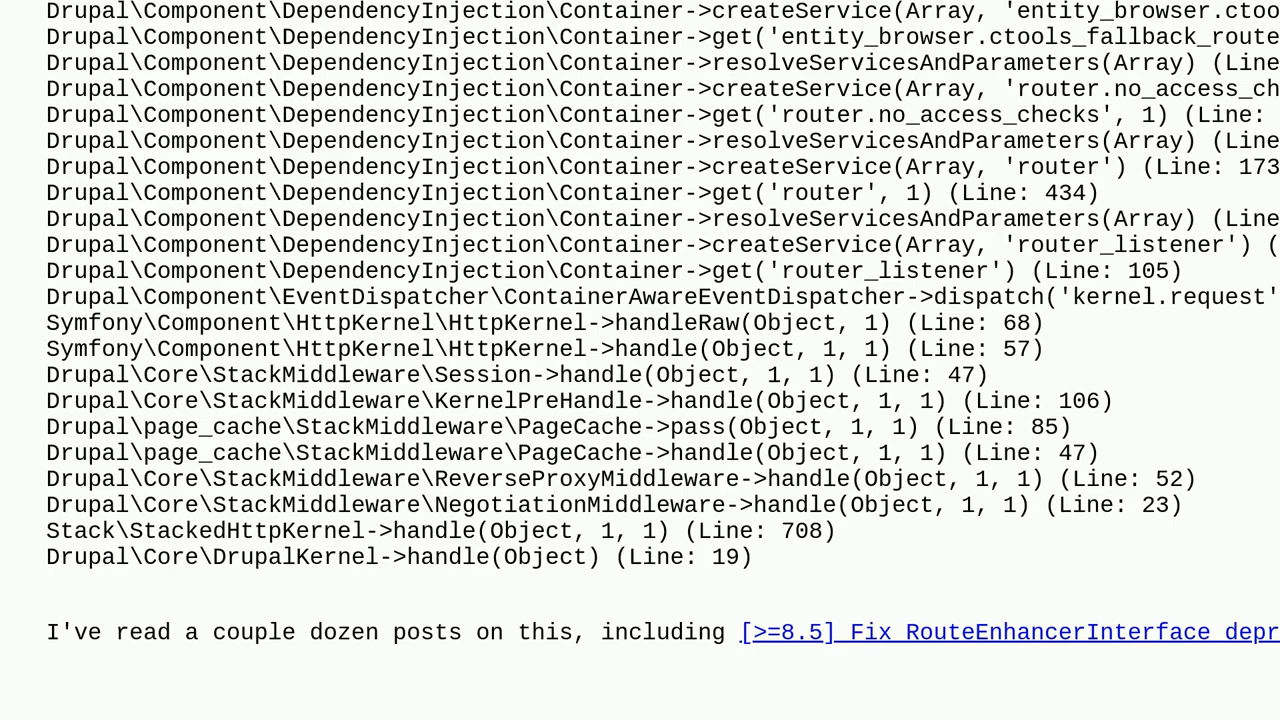 Drupal\Component\DependencyInjection\Container->createService(Array, 'entity_browser.ctoo
Drupal\Component\DependencyInjection\Container->get('entity_browser.ctools_fallback_route
Drupal\Component\DependencyInjection\Container->resolveServicesAndParameters(Array) (Line
Drupal\Component\DependencyInjection\Container->createService(Array, 'router.no_access_ch
Drupal\Component\DependencyInjection\Container->get('router.no_access_checks', 1) (Line:
Drupal\Component\DependencyInjection\Container->resolveServicesAndParameters(Array) (Line
Drupal\Component\DependencyInjection\Container->createService(Array, 'router') (Line: 173
Drupal\Component\DependencyInjection\Container->get('router', 1) (Line: 434)
Drupal\Component\DependencyInjection\Container->resolveServicesAndParameters(Array) (Line
Drupal\Component\DependencyInjection\Container->createService(Array, 'router_listener') (
Drupal\Component\DependencyInjection\Container->get('router_listener') (Line: 105)
Drupal\Component\EventDispatcher\ContainerAwareEventDispatcher->dispatch('kernel.request'
Symfony\Component\HttpKernel\HttpKernel->handleRaw(Object, 1) (Line: 68)
Symfony\Component\HttpKernel\HttpKernel->handle(Object, 1, 1) (Line: 57)
Drupal\Core\StackMiddleware\Session->handle(Object, 1, 1) (Line: 47)
Drupal\Core\StackMiddleware\KernelPreHandle->handle(Object, 1, 1) (Line: 106)
Drupal\page_cache\StackMiddleware\PageCache->pass(Object, 1, 1) (Line: 85)
Drupal\page_cache\StackMiddleware\PageCache->handle(Object, 1, 1) (Line: 47)
Drupal\Core\StackMiddleware\ReverseProxyMiddleware->handle(Object, 1, 1) (Line: 52)
Drupal\Core\StackMiddleware\NegotiationMiddleware->handle(Object, 1, 1) (Line: 23)
Stack\StackedHttpKernel->handle(Object, 1, 1) (Line: 708)
Drupal\Core\DrupalKernel->handle(Object) (Line: 19)
I've read a couple dozen posts on this, including [>=8.5] Fix RouteEnhancerInterface depr